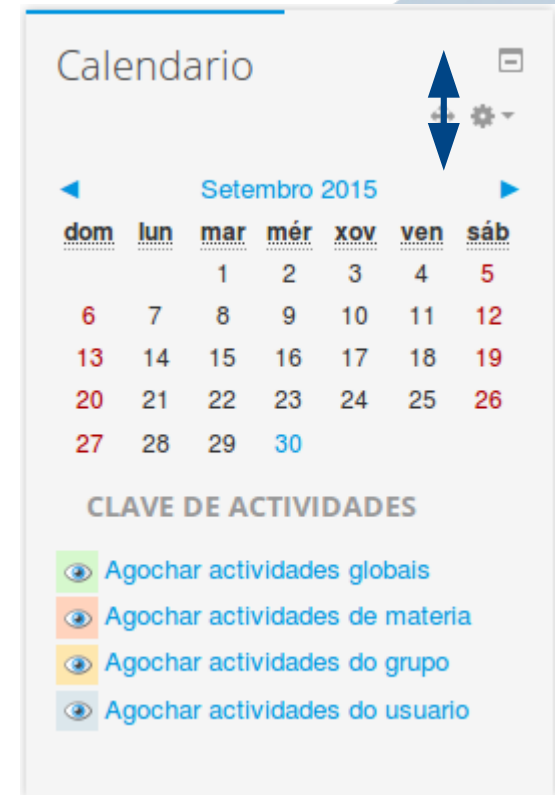 Calendario
Setembro 2015
dom lun mar mér xov ven sáb
1 2 3 4 5
6 7 8 9 10 11 12
13 14 15 16 17 18 19
20 21 22 23 24 25 26
27 28 29 30
CLAVE DE ACTIVIDADES
Agochar actividades globais
Agochar actividades de materia
Agochar actividades do grupo
Agochar actividades do usuario